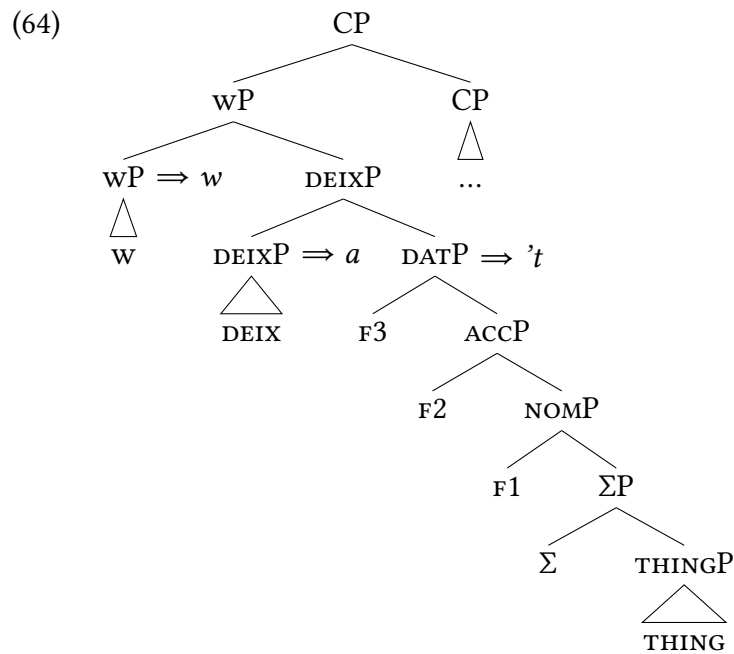 (64) CP
wP CP
wP ⇒ w DEIXP ...
w DEIXP ⇒ a DATP ⇒ 't
DEIX F3 ACCP
F2 NOMP
F1 ΣP
Σ THINGP
THING